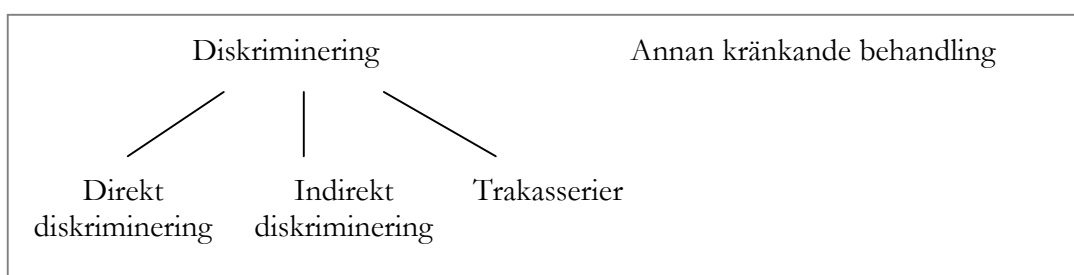 Diskriminering Annan kränkande behandling
Direkt diskriminering
Indirekt diskriminering
Trakasserier